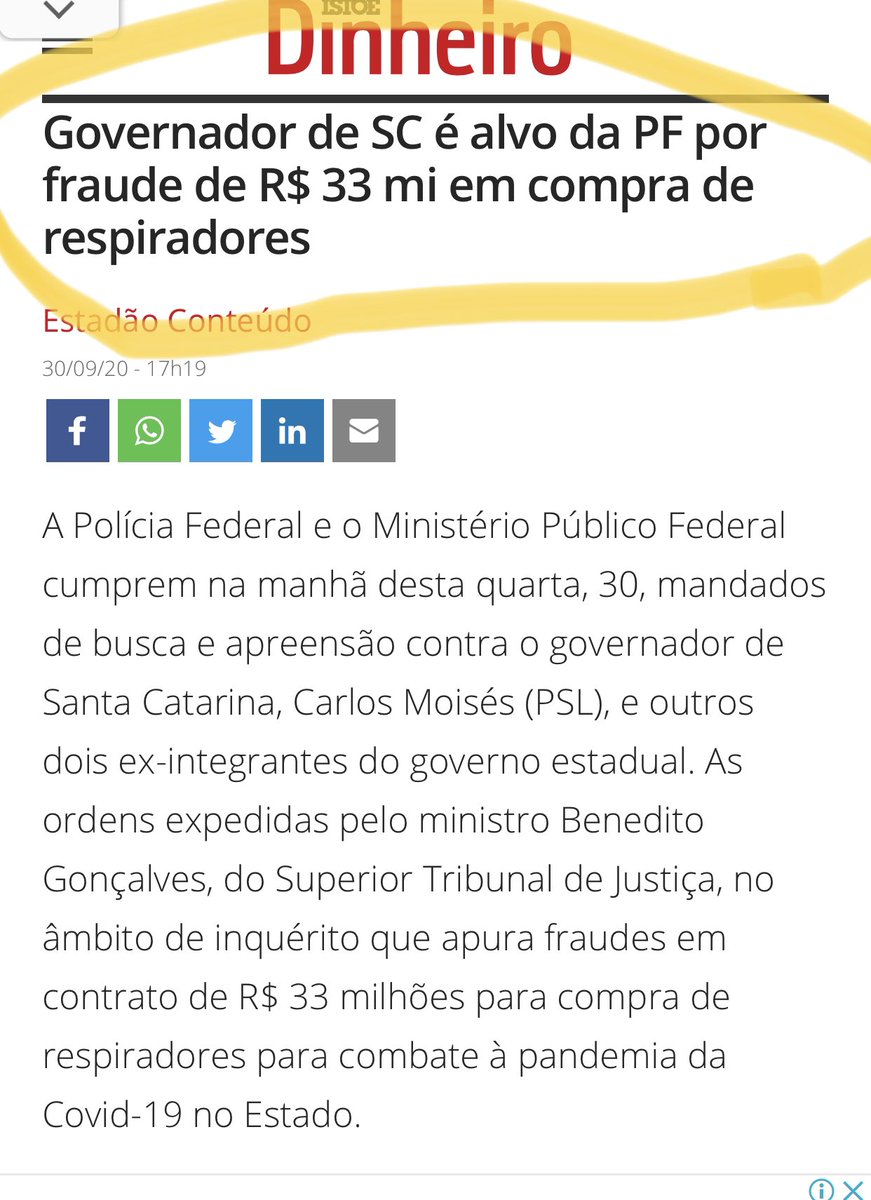 ISTOÉ
Dinheiro
Governador de SC é alvo da PF por
fraude de R$ 33 mi em compra de
respiradores
Estadão Conteúdo
30/09/20 - 17h19
f
in
A Polícia Federal e o Ministério Público Federal
cumprem na manhã desta quarta, 30, mandados
de busca e apreensão contra o governador de
Santa Catarina, Carlos Moisés (PSL), e outros
dois ex-integrantes do governo estadual. As
ordens expedidas pelo ministro Benedito
Gonçalves, do Superior Tribunal de Justiça, no
âmbito de inquérito que apura fraudes em
contrato de R$ 33 milhões para compra de
respiradores para combate à pandemia da
Covid-19 no Estado.